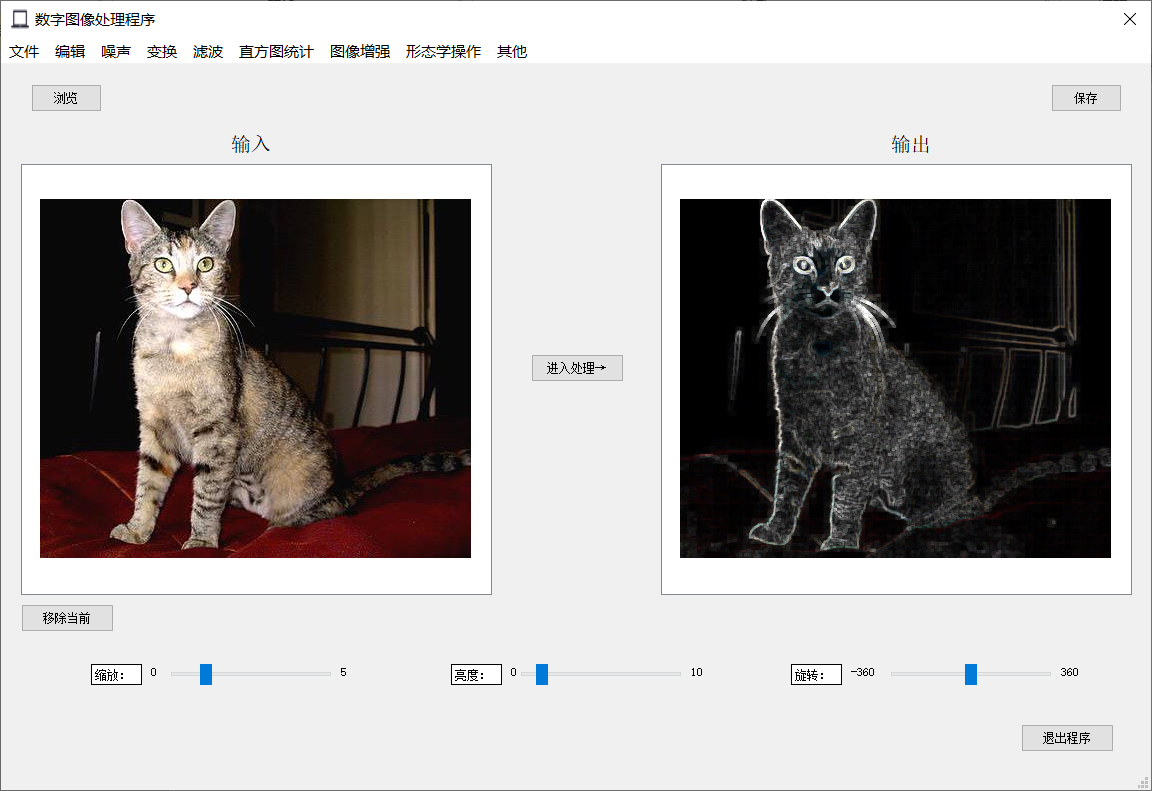 数字图像处理程序
文件 编辑 噪声 变换 滤波 直方图统计 图像增强 形态学操作 其他
浏览 保存
输入 输出
进入处理→
移除当前
缩放: 0 5 亮度: 0 10 旋转: -360 360
退出程序